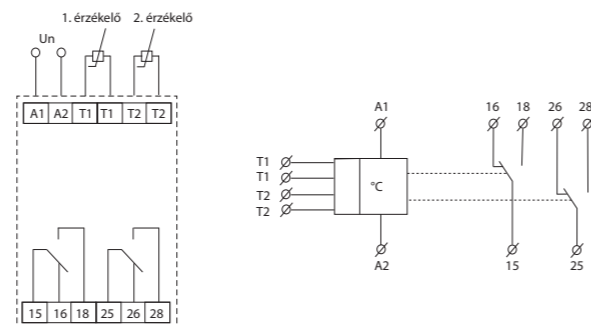 1. érzékelő 2. érzékelő
Un
A1 A2 T1 T1 T2 T2
15 16 18 25 26 28
A1 16 18 26 28
T1
T1
T2
T2
°C
A2 15 25